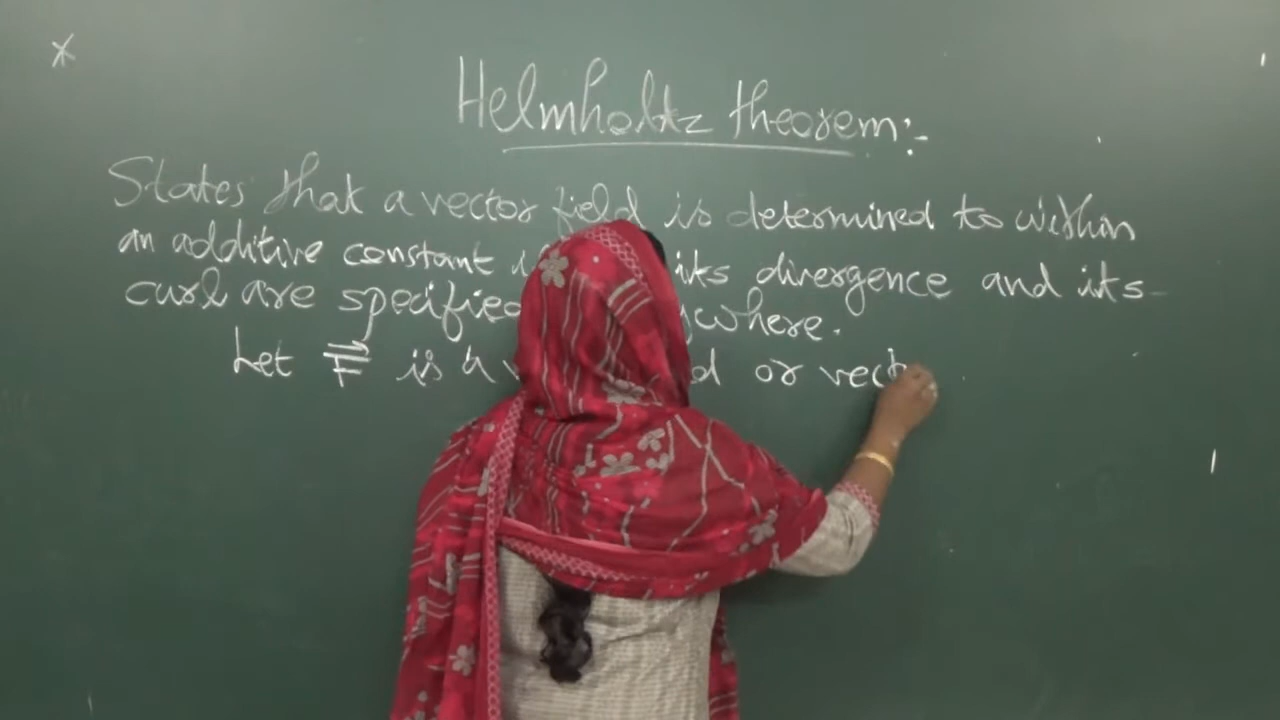 Helmholtz theorem:-
States that a vector field is determined to within
an additive constant its divergence and its
curl are specified where.
Let F is a or vect